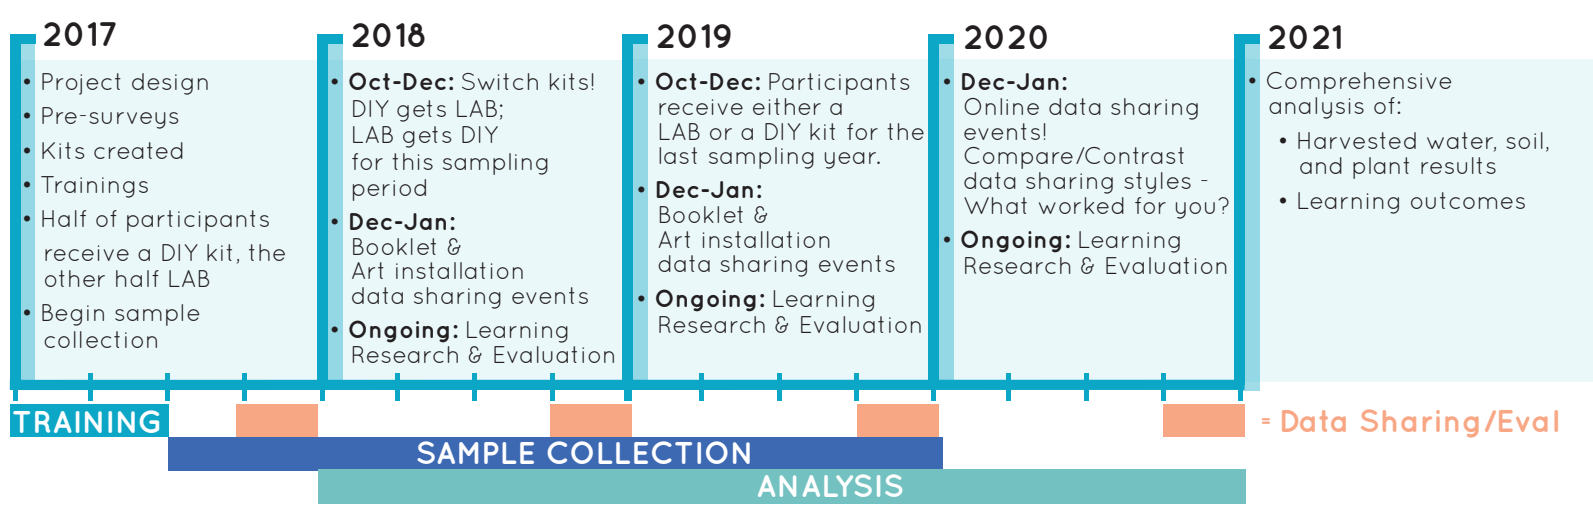 2017
• Project design
• Pre-surveys
• Kits created
• Trainings
• Half of participants
receive a DIY kit, the
other half LAB
• Begin sample
collection
2018
• Oct-Dec: Switch kits!
DIY gets LAB;
LAB gets DIY
for this sampling
period
• Dec-Jan:
Booklet &
Art installation
data sharing events
• Ongoing: Learning
Research & Evaluation
2019
• Oct-Dec: Participants
receive either a
LAB or a DIY kit for the
last sampling year.
• Dec-Jan:
Booklet &
Art installation
data sharing events
• Ongoing: Learning
Research & Evaluation
2020
• Dec-Jan:
Online data sharing
events!
Compare/Contrast
data sharing styles -
What worked for you?
• Ongoing: Learning
Research & Evaluation
2021
• Comprehensive
analysis of:
• Harvested water, soil,
and plant results
• Learning outcomes
TRAINING
= Data Sharing/Eval
SAMPLE COLLECTION
ANALYSIS